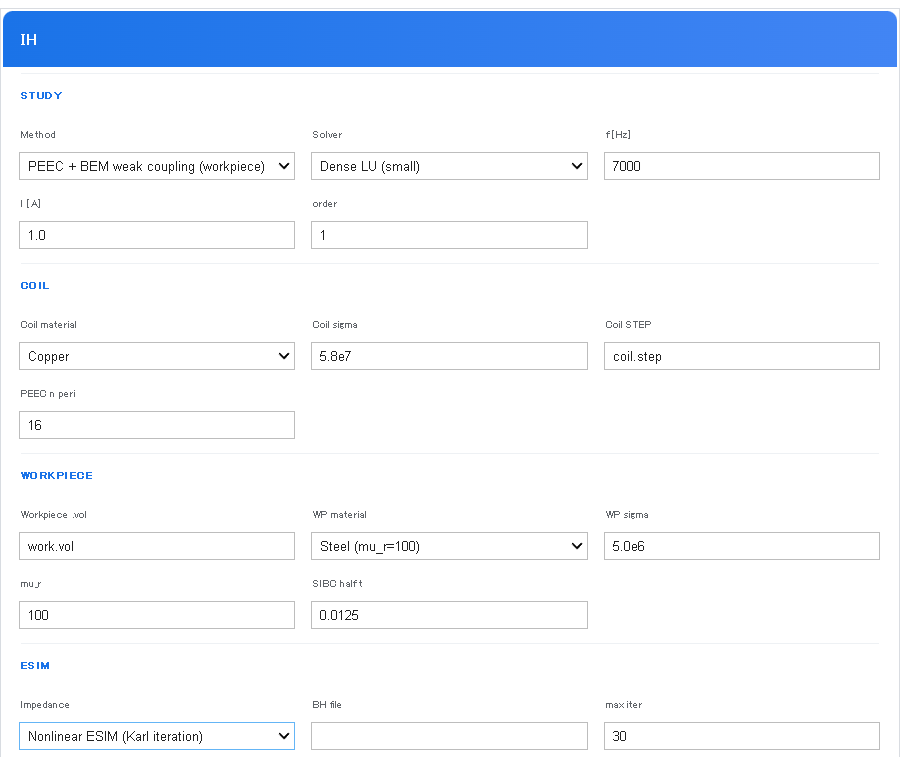 IH
STUDY
Method Solver f [Hz]
PEEC + BEM weak coupling (workpiece) Dense LU (small) 7000
I [A] order
1.0 1
COIL
Coil material Coil sigma Coil STEP
Copper 5.8e7 coil.step
PEEC n peri
16
WORKPIECE
Workpiece .vol WP material WP sigma
work.vol Steel (mu_r=100) 5.0e6
mu_r SIBC half t
100 0.0125
ESIM
Impedance BH file max iter
Nonlinear ESIM (Karl iteration) 30